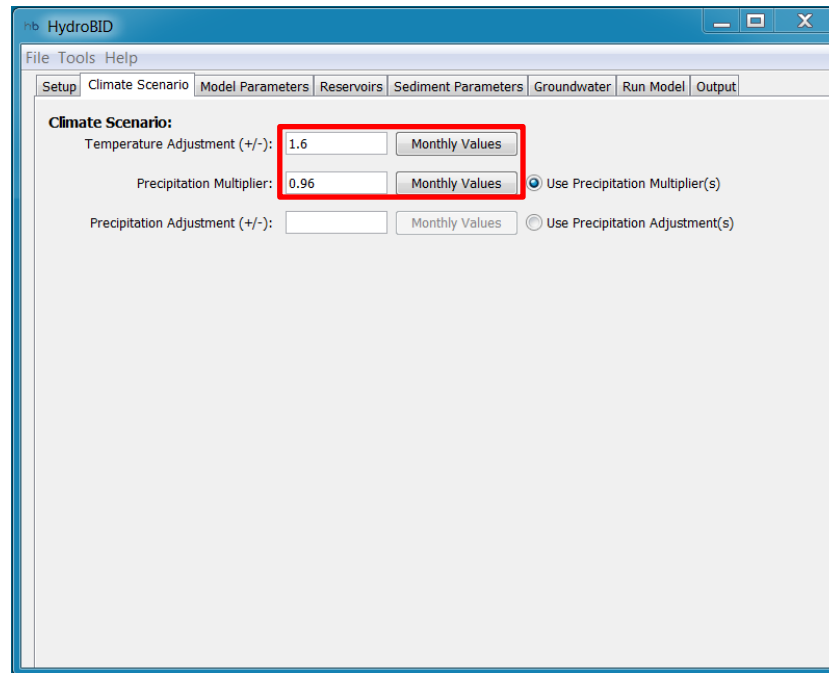 hb HydroBID
File Tools Help
Setup Climate Scenario Model Parameters Reservoirs Sediment Parameters Groundwater Run Model Output
Climate Scenario:
Temperature Adjustment (+/-): 1.6 Monthly Values
Precipitation Multiplier: 0.96 Monthly Values Use Precipitation Multiplier(s)
Precipitation Adjustment (+/-): Monthly Values Use Precipitation Adjustment(s)